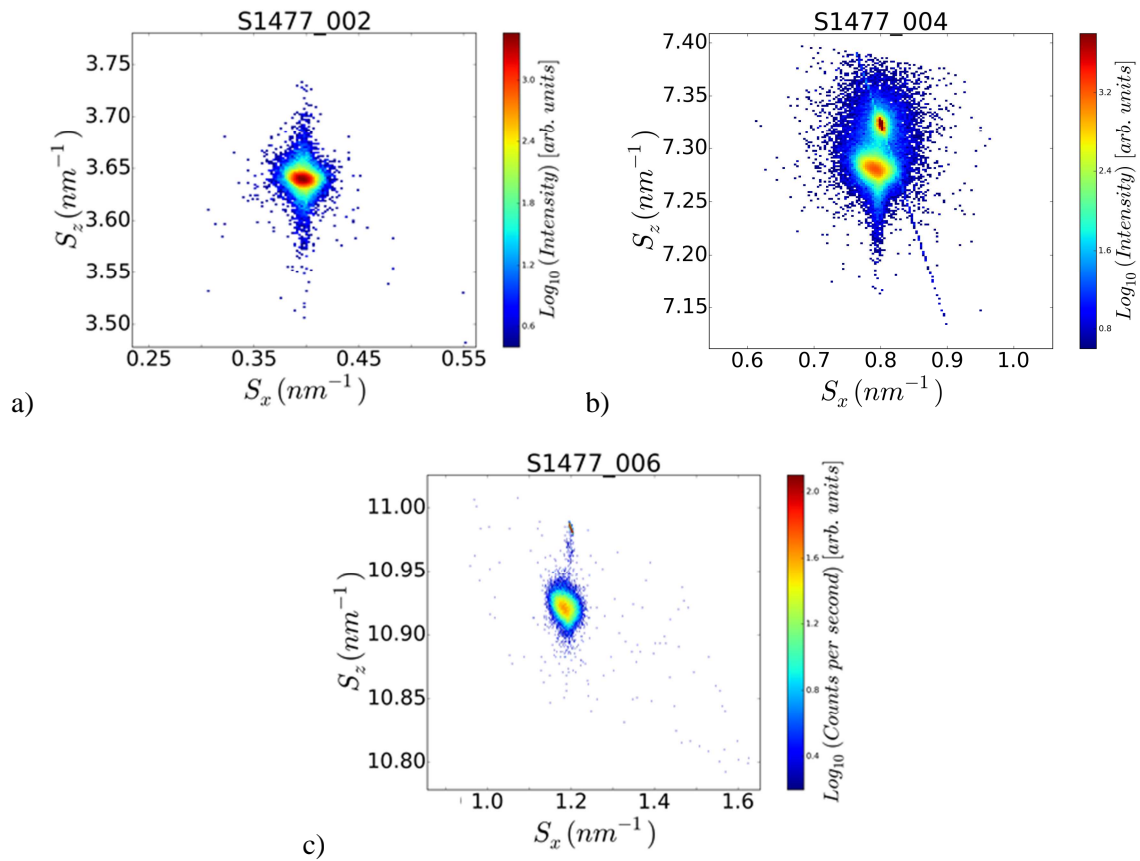 S1477_002
3.75
3.70
3.65
3.60
3.55
3.50
S_z (nm^{-1})
0.25
0.35
0.45
0.55
S_x (nm^{-1})
3.0
2.4
1.8
1.2
0.6
Log_{10} (Intensity) [arb. units]
a)
S1477_004
7.40
7.35
7.30
7.25
7.20
7.15
S_z (nm^{-1})
0.6
0.7
0.8
0.9
1.0
S_x (nm^{-1})
3.2
2.4
1.6
0.8
Log_{10} (Intensity) [arb. units]
b)
S1477_006
11.00
10.95
10.90
10.85
10.80
S_z (nm^{-1})
1.0
1.2
1.4
1.6
S_x (nm^{-1})
2.0
1.6
1.2
0.8
0.4
Log_{10} (Counts per second) [arb. units]
c)